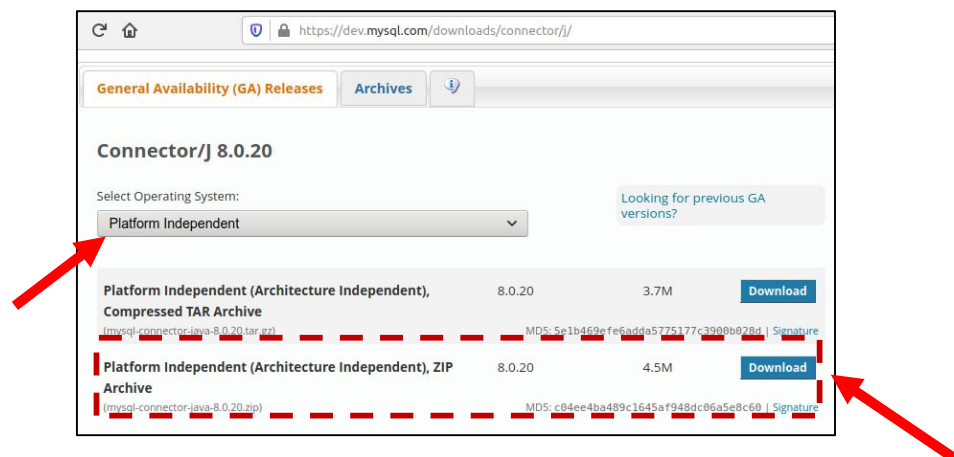 https://dev.mysql.com/downloads/connector/j/
General Availability (GA) Releases
Archives
i
Connector/J 8.0.20
Select Operating System:
Looking for previous GA
versions?
Platform Independent
Platform Independent (Architecture Independent),
Compressed TAR Archive
8.0.20
3.7M
Download
(mysql-connector-java-8.0.20.tar.gz)
MD5: 5e1b469efe6adda5775177c3900b028d | Signature
Platform Independent (Architecture Independent), ZIP
Archive
8.0.20
4.5M
Download
(mysql-connector-java-8.0.20.zip)
MD5: c04ee4ba489c1645af948dc06a5e8c60 | Signature